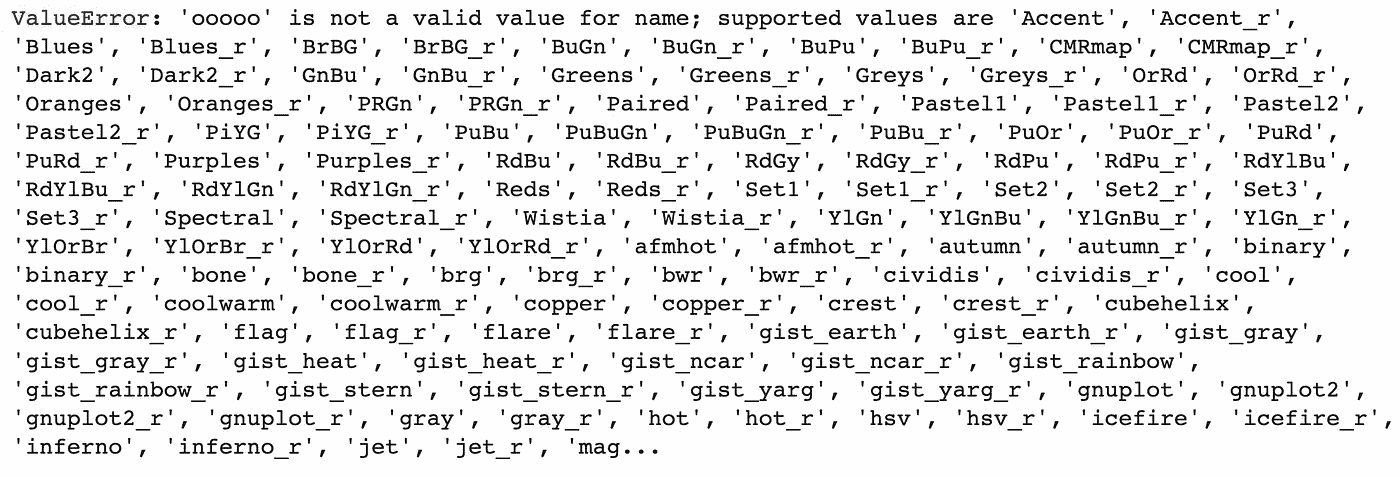 ValueError: 'ooooo' is not a valid value for name; supported values are 'Accent', 'Accent_r',
'Blues', 'Blues_r', 'BrBG', 'BrBG_r', 'BuGn', 'BuGn_r', 'BuPu', 'BuPu_r', 'CMRmap', 'CMRmap_r',
'Dark2', 'Dark2_r', 'GnBu', 'GnBu_r', 'Greens', 'Greens_r', 'Greys', 'Greys_r', 'OrRd', 'OrRd_r',
'Oranges', 'Oranges_r', 'PRGn', 'PRGn_r', 'Paired', 'Paired_r', 'Pastel1', 'Pastel1_r', 'Pastel2',
'Pastel2_r', 'PiYG', 'PiYG_r', 'PuBu', 'PuBuGn', 'PuBuGn_r', 'PuBu_r', 'PuOr', 'PuOr_r', 'PuRd',
'PuRd_r', 'Purples', 'Purples_r', 'RdBu', 'RdBu_r', 'RdGy', 'RdGy_r', 'RdPu', 'RdPu_r', 'RdYlBu',
'RdYlBu_r', 'RdYlGn', 'RdYlGn_r', 'Reds', 'Reds_r', 'Set1', 'Set1_r', 'Set2', 'Set2_r', 'Set3',
'Set3_r', 'Spectral', 'Spectral_r', 'Wistia', 'Wistia_r', 'YlGn', 'YlGnBu', 'YlGnBu_r', 'YlGn_r',
'YlOrBr', 'YlOrBr_r', 'YlOrRd', 'YlOrRd_r', 'afmhot', 'afmhot_r', 'autumn', 'autumn_r', 'binary',
'binary_r', 'bone', 'bone_r', 'brg', 'brg_r', 'bwr', 'bwr_r', 'cividis', 'cividis_r', 'cool',
'cool_r', 'coolwarm', 'coolwarm_r', 'copper', 'copper_r', 'crest', 'crest_r', 'cubehelix',
'cubehelix_r', 'flag', 'flag_r', 'flare', 'flare_r', 'gist_earth', 'gist_earth_r', 'gist_gray',
'gist_gray_r', 'gist_heat', 'gist_heat_r', 'gist_ncar', 'gist_ncar_r', 'gist_rainbow',
'gist_rainbow_r', 'gist_stern', 'gist_stern_r', 'gist_yarg', 'gist_yarg_r', 'gnuplot', 'gnuplot2',
'gnuplot2_r', 'gnuplot_r', 'gray', 'gray_r', 'hot', 'hot_r', 'hsv', 'hsv_r', 'icefire', 'icefire_r',
'inferno', 'inferno_r', 'jet', 'jet_r', 'mag...